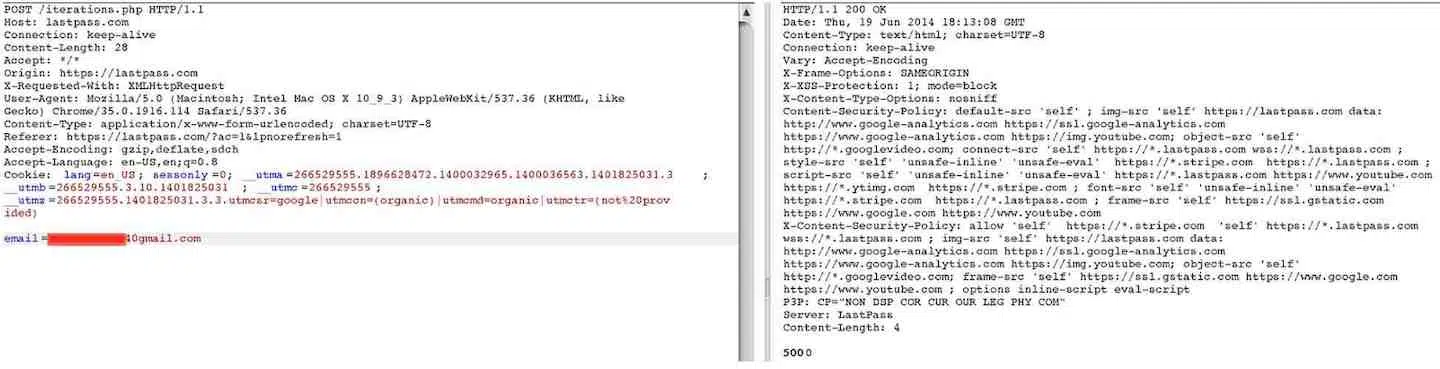 POST /iterations.php HTTP/1.1
Host: lastpass.com
Connection: keep-alive
Content-Length: 28
Accept: */*
Origin: https://lastpass.com
X-Requested-With: XMLHttpRequest
User-Agent: Mozilla/5.0 (Macintosh; Intel Mac OS X 10_9_3) AppleWebKit/537.36 (KHTML, like
Gecko) Chrome/35.0.1916.114 Safari/537.36
Content-Type: application/x-www-form-urlencoded; charset=UTF-8
Referer: https://lastpass.com/?ac=1&lpnorefresh=1
Accept-Encoding: gzip,deflate,sdch
Accept-Language: en-US,en;q=0.8
Cookie: lang=en_US; sessonly=0; __utma=266529555.1896628472.1400032965.1400036563.1401825031.3 ;
__utmb=266529555.3.10.1401825031 ; __utmc=266529555 ;
__utmz=266529555.1401825031.3.3.utmcsr=google|utmccn=(organic)|utmcmd=organic|utmctr=(not%20prov
ided)
email= 40gmail.com
HTTP/1.1 200 OK
Date: Thu, 19 Jun 2014 18:13:08 GMT
Content-Type: text/html; charset=UTF-8
Connection: keep-alive
Vary: Accept-Encoding
X-Frame-Options: SAMEORIGIN
X-XSS-Protection: 1; mode=block
X-Content-Type-Options: nosniff
Content-Security-Policy: default-src 'self' ; img-src 'self' https://lastpass.com data:
http://www.google-analytics.com https://ssl.google-analytics.com
https://www.google-analytics.com https://img.youtube.com; object-src 'self'
http://*.googlevideo.com; connect-src 'self' https://*.lastpass.com wss://*.lastpass.com ;
style-src 'self' 'unsafe-inline' 'unsafe-eval' https://*.stripe.com https://*.lastpass.com ;
script-src 'self' 'unsafe-inline' 'unsafe-eval' https://*.lastpass.com https://www.youtube.com
https://*.ytimg.com https://*.stripe.com ; font-src 'self' 'unsafe-inline' 'unsafe-eval'
https://*.stripe.com https://*.lastpass.com ; frame-src 'self' https://ssl.gstatic.com
https://www.google.com https://www.youtube.com
X-Content-Security-Policy: allow 'self' https://*.stripe.com 'self' https://*.lastpass.com
wss://*.lastpass.com ; img-src 'self' https://lastpass.com data:
http://www.google-analytics.com https://ssl.google-analytics.com
https://www.google-analytics.com https://img.youtube.com; object-src 'self'
http://*.googlevideo.com; frame-src 'self' https://ssl.gstatic.com https://www.google.com
https://www.youtube.com ; options inline-script eval-script
P3P: CP="NON DSP COR CUR OUR LEG PHY COM"
Server: LastPass
Content-Length: 4
5000